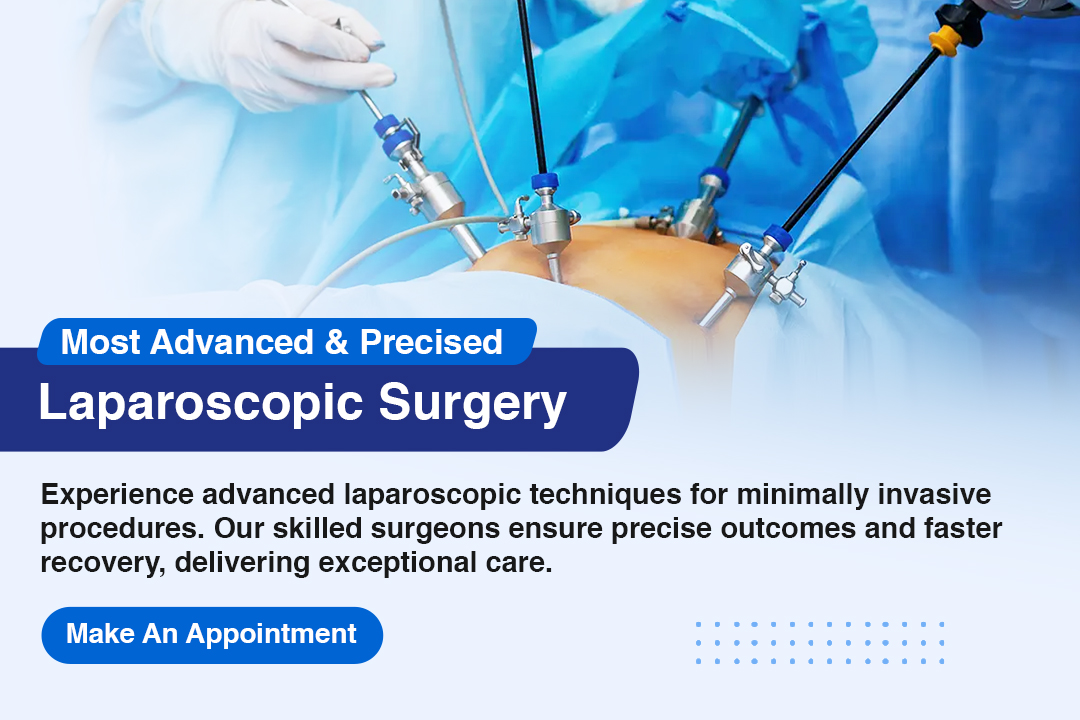 Most Advanced & Precised
Laparoscopic Surgery
Experience advanced laparoscopic techniques for minimally invasive
procedures. Our skilled surgeons ensure precise outcomes and faster
recovery, delivering exceptional care.
Make An Appointment